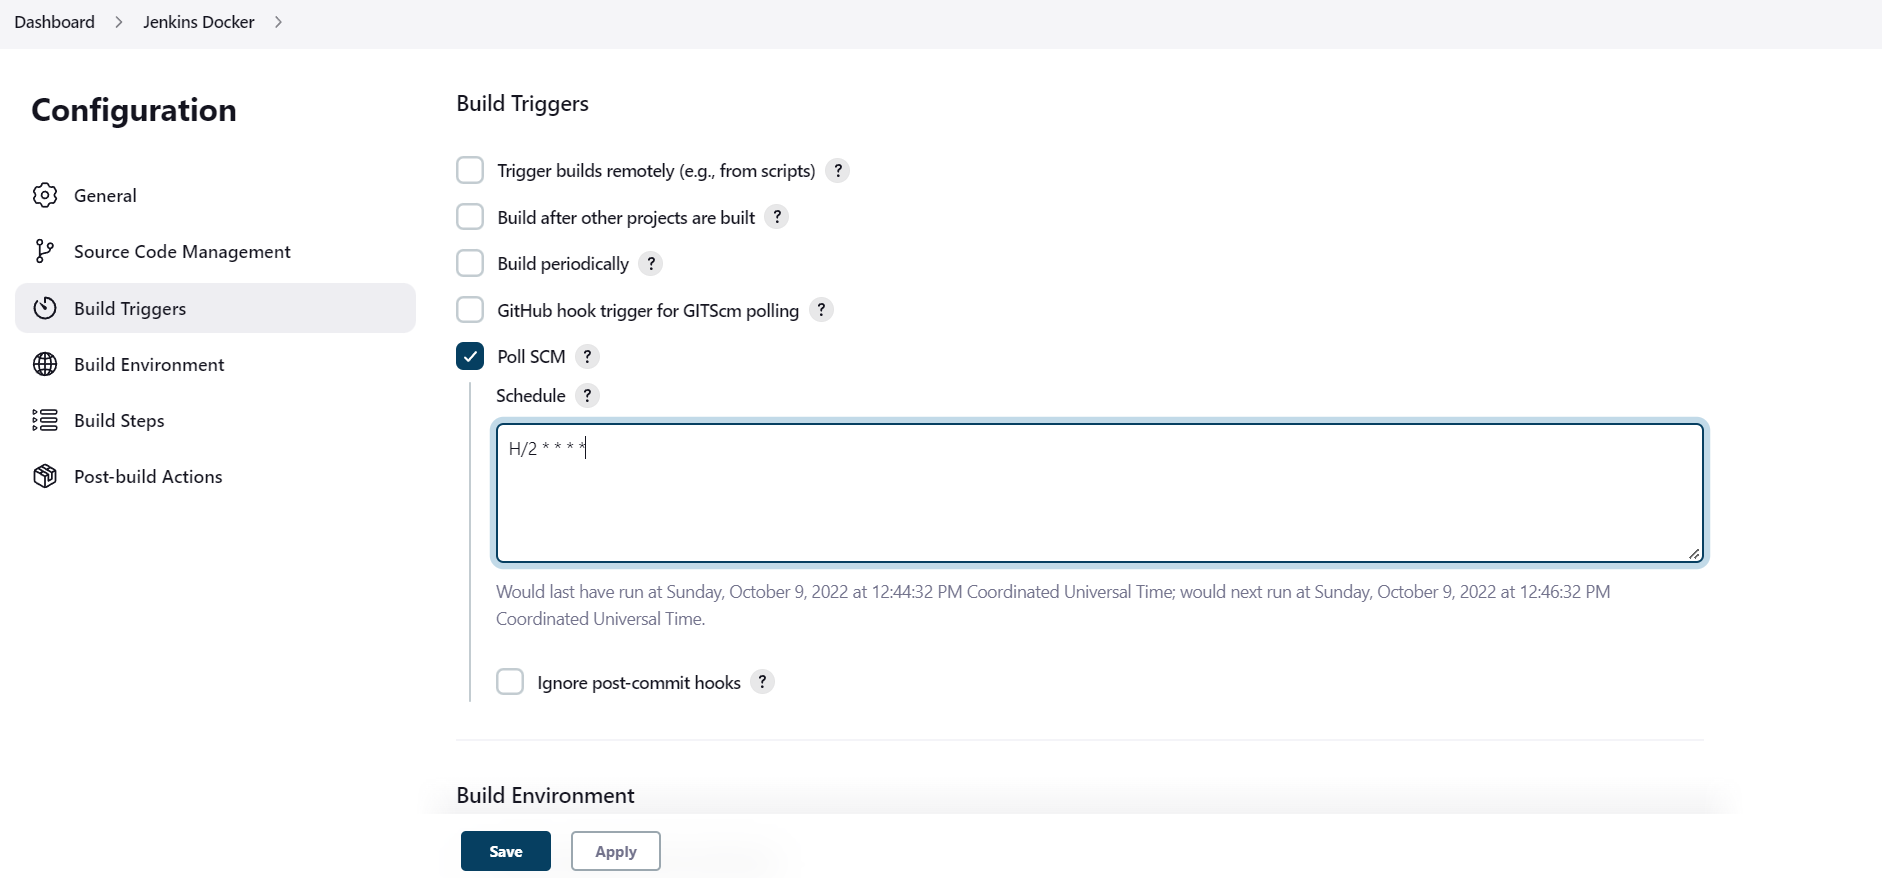 Dashboard > Jenkins Docker >
Configuration
General
Source Code Management
Build Triggers
Build Environment
Build Steps
Post-build Actions
Build Triggers
Trigger builds remotely (e.g., from scripts) ?
Build after other projects are built ?
Build periodically ?
GitHub hook trigger for GITScm polling ?
Poll SCM ?
Schedule ?
H/2 * * * *
Would last have run at Sunday, October 9, 2022 at 12:44:32 PM Coordinated Universal Time; would next run at Sunday, October 9, 2022 at 12:46:32 PM
Coordinated Universal Time.
Ignore post-commit hooks ?
Build Environment
Save Apply